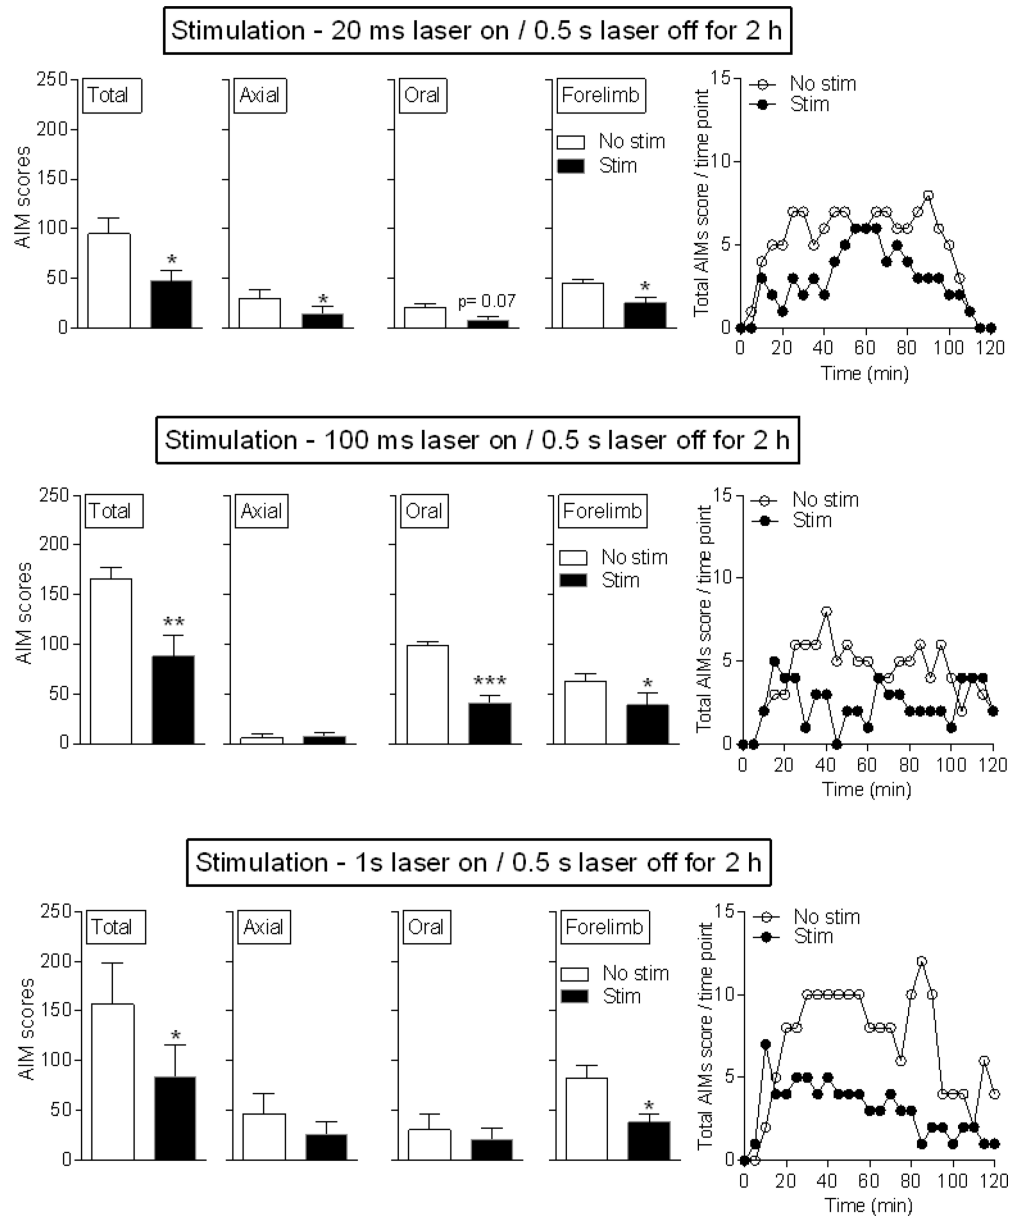 Stimulation - 20 ms laser on / 0.5 s laser off for 2 h
AIM scores
250
200
150
100
50
0
Total
*
Axial
*
Oral
p= 0.07
Forelimb
No stim
Stim
*
Total AIMs score / time point
15
10
5
0
No stim
Stim
0 20 40 60 80 100 120
Time (min)
Stimulation - 100 ms laser on / 0.5 s laser off for 2 h
AIM scores
250
200
150
100
50
0
Total
**
Axial
Oral
***
Forelimb
No stim
Stim
*
Total AIMs score / time point
15
10
5
0
No stim
Stim
0 20 40 60 80 100 120
Time (min)
Stimulation - 1s laser on / 0.5 s laser off for 2 h
AIM scores
250
200
150
100
50
0
Total
*
Axial
Oral
Forelimb
No stim
Stim
*
Total AIMs score / time point
15
10
5
0
No stim
Stim
0 20 40 60 80 100 120
Time (min)